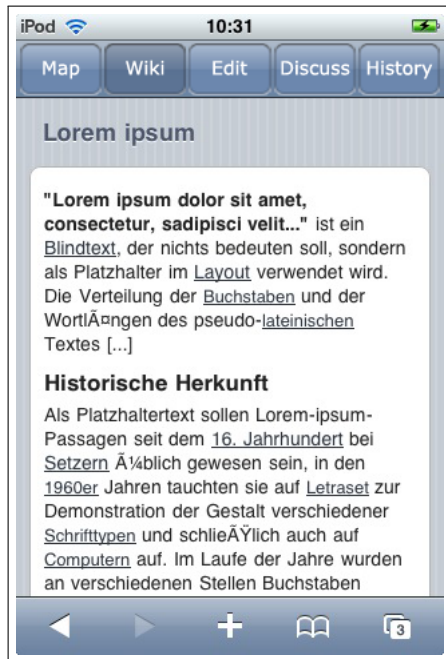 iPod 10:31
Map Wiki Edit Discuss History
Lorem ipsum
"Lorem ipsum dolor sit amet,
consectetur, sadipisci velit..." ist ein
Blindtext, der nichts bedeuten soll, sondern
als Platzhalter im Layout verwendet wird.
Die Verteilung der Buchstaben und der
WortlÃ¤ngen des pseudo-lateinischen
Textes [...]
Historische Herkunft
Als Platzhaltertext sollen Lorem-ipsum-
Passagen seit dem 16. Jahrhundert bei
Setzern Ã¼blich gewesen sein, in den
1960er Jahren tauchten sie auf Letraset zur
Demonstration der Gestalt verschiedener
Schrifttypen und schlieÃŸlich auch auf
Computern auf. Im Laufe der Jahre wurden
an verschiedenen Stellen Buchstaben
3